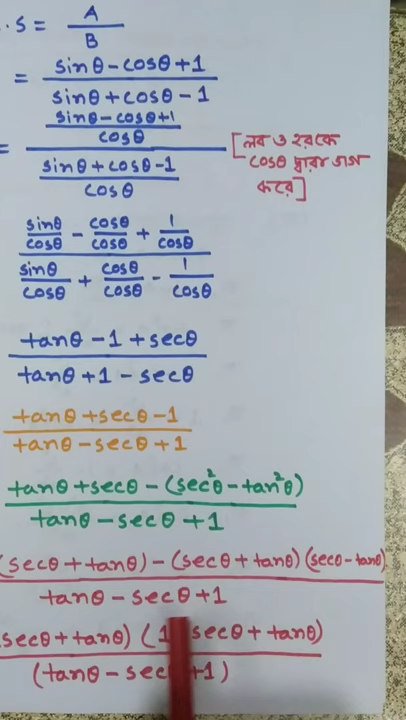 . S = A/B
= (sinθ - cosθ + 1)/(sinθ + cosθ - 1)
= ((sinθ - cosθ + 1)/cosθ)/((sinθ + cosθ - 1)/cosθ) [লব ও হরকে
cosθ দ্বারা ভাগ
করে]
(sinθ/cosθ - cosθ/cosθ + 1/cosθ)/(sinθ/cosθ + cosθ/cosθ - 1/cosθ)
(tanθ - 1 + secθ)/(tanθ + 1 - secθ)
(tanθ + secθ - 1)/(tanθ - secθ + 1)
(tanθ + secθ - (sec²θ - tan²θ))/(tanθ - secθ + 1)
((secθ + tanθ) - (secθ + tanθ)(secθ - tanθ))/(tanθ - secθ + 1)
secθ + tanθ) (1 secθ + tanθ)
(tanθ - sec + 1)